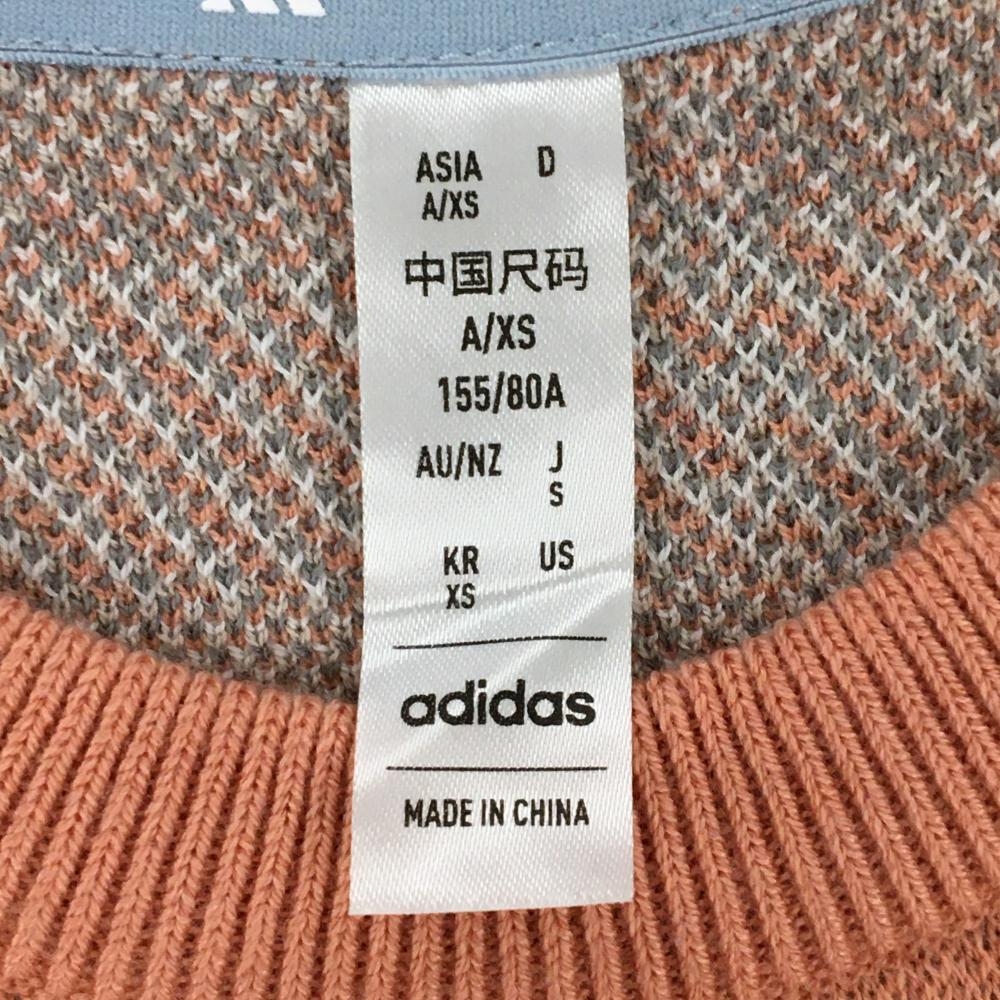 ASIA D
A/XS
中国尺码
A/XS
155/80A
AU/NZ J
S
KR US
XS
adidas
MADE IN CHINA